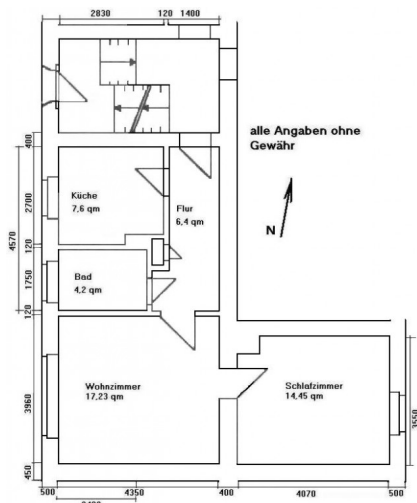 2830
120
1400
alle Angaben ohne
Gewähr
N
400
Küche
7,6 qm
2700
Flur
6,4 qm
4570
120
Bad
4,2 qm
1750
120
Wohnzimmer
17,23 qm
Schlafzimmer
14,45 qm
3960
3550
450
500
4350
400
4070
500